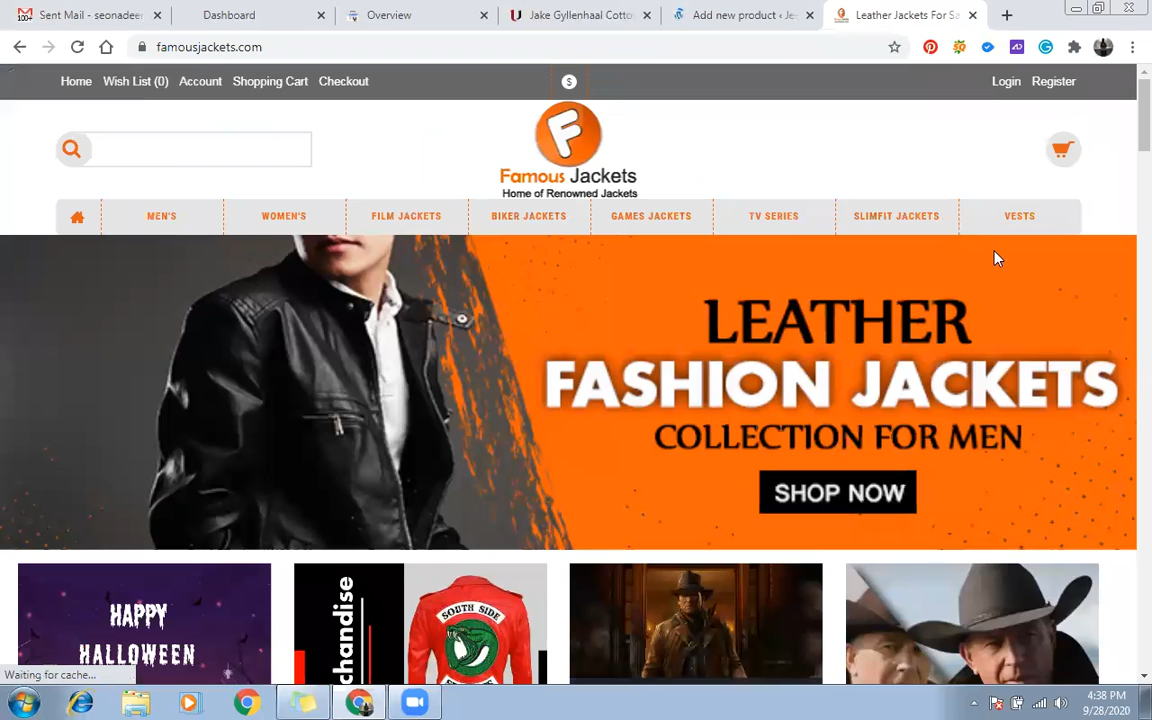 100+ Sent Mail - seonadeer
Dashboard
Overview
Jake Gyllenhaal Cotto
Add new product ‹ Je
Leather Jackets For Sa
famousjackets.com
Home Wish List (0) Account Shopping Cart Checkout
$
Login Register
F
Famous Jackets
Home of Renowned Jackets
MEN'S WOMEN'S FILM JACKETS BIKER JACKETS GAMES JACKETS TV SERIES SLIMFIT JACKETS VESTS
LEATHER
FASHION JACKETS
COLLECTION FOR MEN
SHOP NOW
HAPPY
HALLOWEEN
chandise
SOUTH SIDE
Waiting for cache...
4:38 PM
9/28/2020